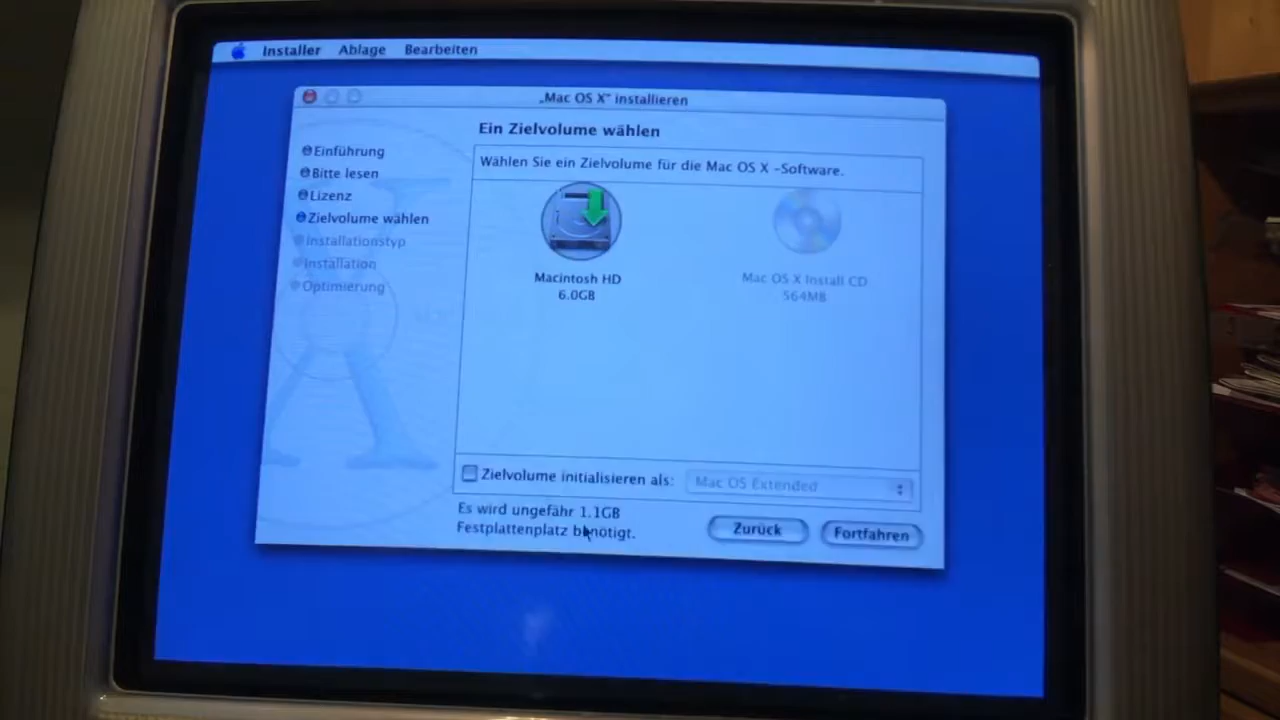 Installer Ablage Bearbeiten
„Mac OS X“ installieren
Ein Zielvolume wählen
Einführung
Bitte lesen
Lizenz
Zielvolume wählen
Installationstyp
Installation
Optimierung
Wählen Sie ein Zielvolume für die Mac OS X -Software.
Macintosh HD
6.0GB
Mac OS X Install CD
564MB
Zielvolume initialisieren als: Mac OS Extended
Es wird ungefähr 1.1GB
Festplattenplatz benötigt.
Zurück Fortfahren